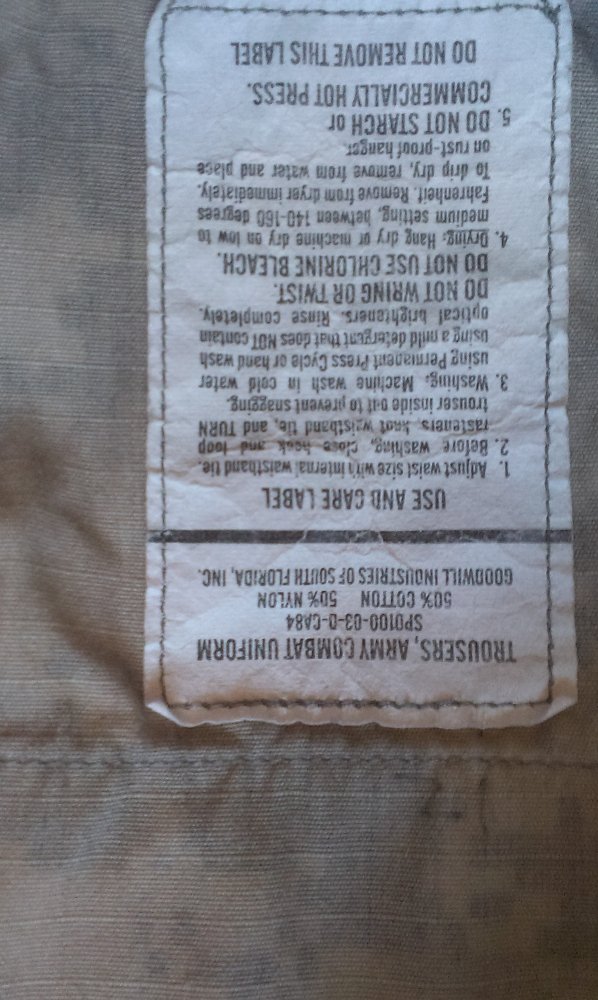 TROUSERS, ARMY COMBAT UNIFORM
SP0100-03-D-CA84
50% COTTON 50% NYLON
GOODWILL INDUSTRIES OF SOUTH FLORIDA, INC.
USE AND CARE LABEL
1. Adjust waist size with internal waistband tie.
2. Before washing, close hook and loop
fasteners, knot waistband tie, and TURN
trouser inside out to prevent snagging.
3. Washing. Machine wash in cold water
using Permanent Press Cycle or hand wash
using a mild detergent that does NOT contain
optical brighteners. Rinse completely.
DO NOT WRING OR TWIST.
DO NOT USE CHLORINE BLEACH.
4. Drying. Hang dry or machine dry on low to
medium setting, between 140-160 degrees
Fahrenheit. Remove from dryer immediately.
To drip dry, remove from water and place
on rust-proof hanger
5. DO NOT STARCH or
COMMERCIALLY HOT PRESS.
DO NOT REMOVE THIS LABEL